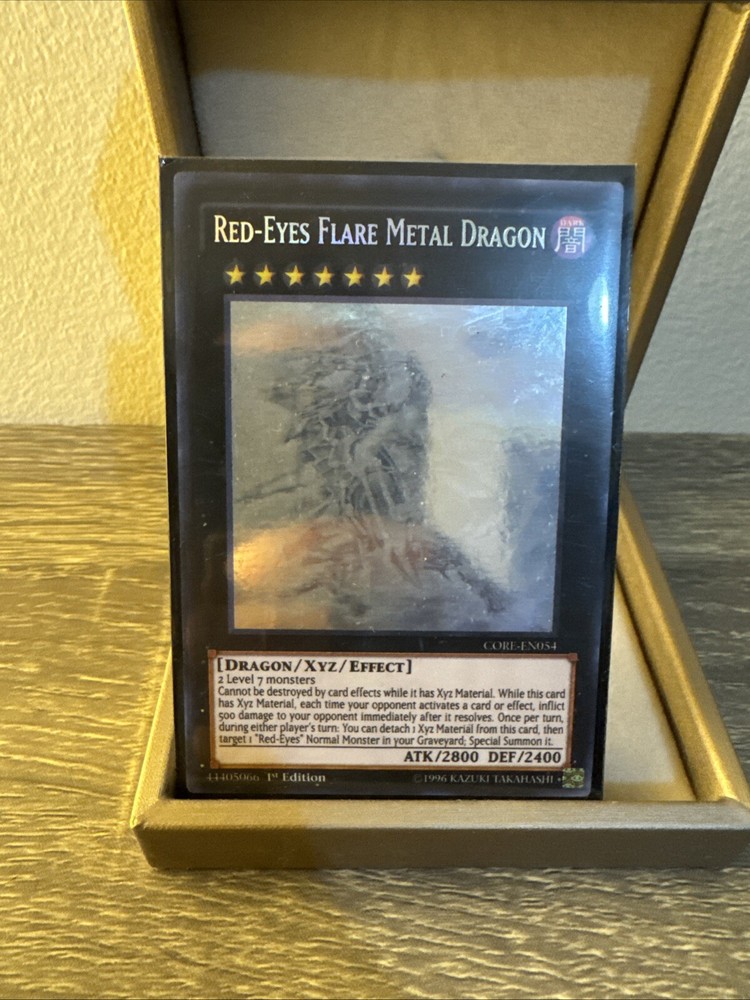 RED-EYES FLARE METAL DRAGON
DARK
闇
CORE-EN054
[DRAGON/XYZ/EFFECT]
2 Level 7 monsters
Cannot be destroyed by card effects while it has Xyz Material. While this card
has Xyz Material, each time your opponent activates a card or effect, inflict
500 damage to your opponent immediately after it resolves. Once per turn,
during either player's turn: You can detach 1 Xyz Material from this card, then
target 1 "Red-Eyes" Normal Monster in your Graveyard; Special Summon it.
ATK/2800 DEF/2400
44405066 1st Edition ©1996 KAZUKI TAKAHASHI